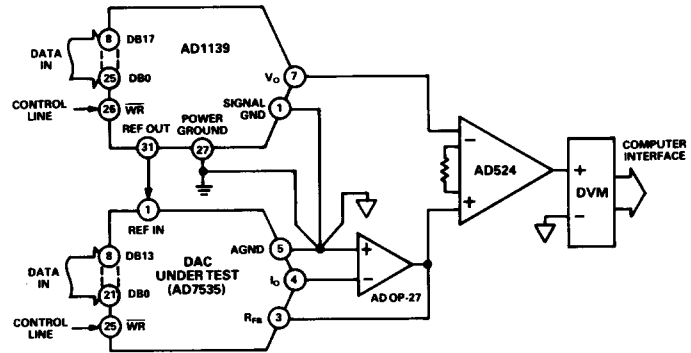 8 DB17
DATA
IN
AD1139
25 DB0
CONTROL
LINE
26 WR
REF OUT
31
POWER
GROUND
27
SIGNAL
GND
1
VO
7
1
REF IN
8 DB13
DATA
IN
21 DB0
CONTROL
LINE
25 WR
DAC
UNDER TEST
(AD7535)
AGND
5
IO
4
RFB
3
+
−
AD OP-27
−
+
AD524
+
−
DVM
COMPUTER
INTERFACE